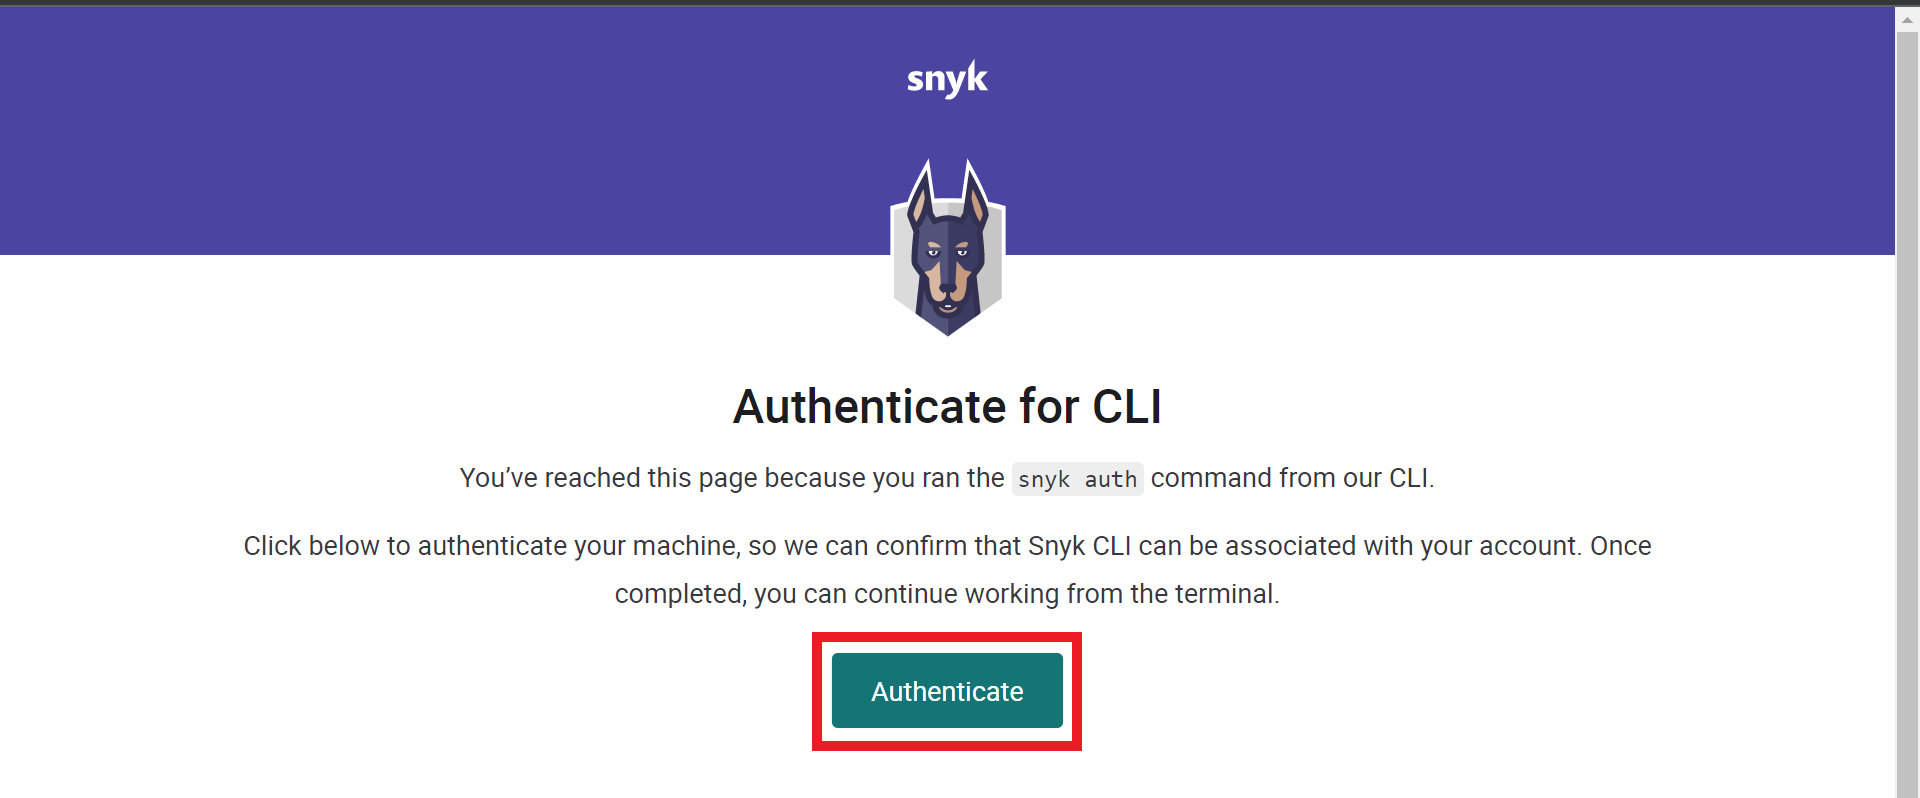 snyk
Authenticate for CLI
You’ve reached this page because you ran the snyk auth command from our CLI.
Click below to authenticate your machine, so we can confirm that Snyk CLI can be associated with your account. Once
completed, you can continue working from the terminal.
Authenticate